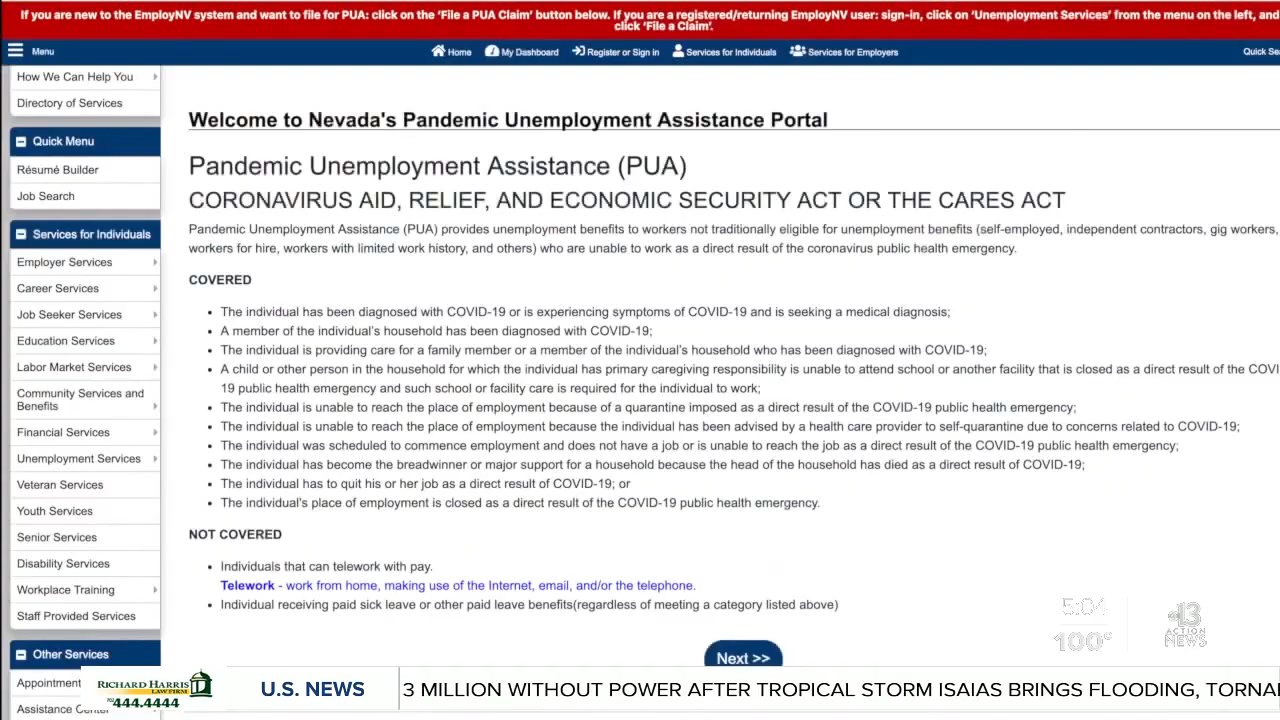 If you are new to the EmployNV system and want to file for PUA: click on the 'File a PUA Claim' button below. If you are a registered/returning EmployNV user: sign-in, click on 'Unemployment Services' from the menu on the left, and
click 'File a Claim'.
Menu
Home
My Dashboard
Register or Sign in
Services for Individuals
Services for Employers
Quick Se
How We Can Help You
Directory of Services
Quick Menu
Résumé Builder
Job Search
Services for Individuals
Employer Services
Career Services
Job Seeker Services
Education Services
Labor Market Services
Community Services and
Benefits
Financial Services
Unemployment Services
Veteran Services
Youth Services
Senior Services
Disability Services
Workplace Training
Staff Provided Services
Other Services
Appointment
Assistance Center
Welcome to Nevada's Pandemic Unemployment Assistance Portal
Pandemic Unemployment Assistance (PUA)
CORONAVIRUS AID, RELIEF, AND ECONOMIC SECURITY ACT OR THE CARES ACT
Pandemic Unemployment Assistance (PUA) provides unemployment benefits to workers not traditionally eligible for unemployment benefits (self-employed, independent contractors, gig workers,
workers for hire, workers with limited work history, and others) who are unable to work as a direct result of the coronavirus public health emergency.
COVERED
• The individual has been diagnosed with COVID-19 or is experiencing symptoms of COVID-19 and is seeking a medical diagnosis;
• A member of the individual's household has been diagnosed with COVID-19;
• The individual is providing care for a family member or a member of the individual's household who has been diagnosed with COVID-19;
• A child or other person in the household for which the individual has primary caregiving responsibility is unable to attend school or another facility that is closed as a direct result of the COVI
19 public health emergency and such school or facility care is required for the individual to work;
• The individual is unable to reach the place of employment because of a quarantine imposed as a direct result of the COVID-19 public health emergency;
• The individual is unable to reach the place of employment because the individual has been advised by a health care provider to self-quarantine due to concerns related to COVID-19;
• The individual was scheduled to commence employment and does not have a job or is unable to reach the job as a direct result of the COVID-19 public health emergency;
• The individual has become the breadwinner or major support for a household because the head of the household has died as a direct result of COVID-19;
• The individual has to quit his or her job as a direct result of COVID-19; or
• The individual's place of employment is closed as a direct result of the COVID-19 public health emergency.
NOT COVERED
• Individuals that can telework with pay.
Telework - work from home, making use of the Internet, email, and/or the telephone.
• Individual receiving paid sick leave or other paid leave benefits(regardless of meeting a category listed above)
Next >>
5:04
100°
13
ACTION
NEWS
RICHARD HARRIS
LAW FIRM
444.4444
U.S. NEWS
3 MILLION WITHOUT POWER AFTER TROPICAL STORM ISAIAS BRINGS FLOODING, TORNA